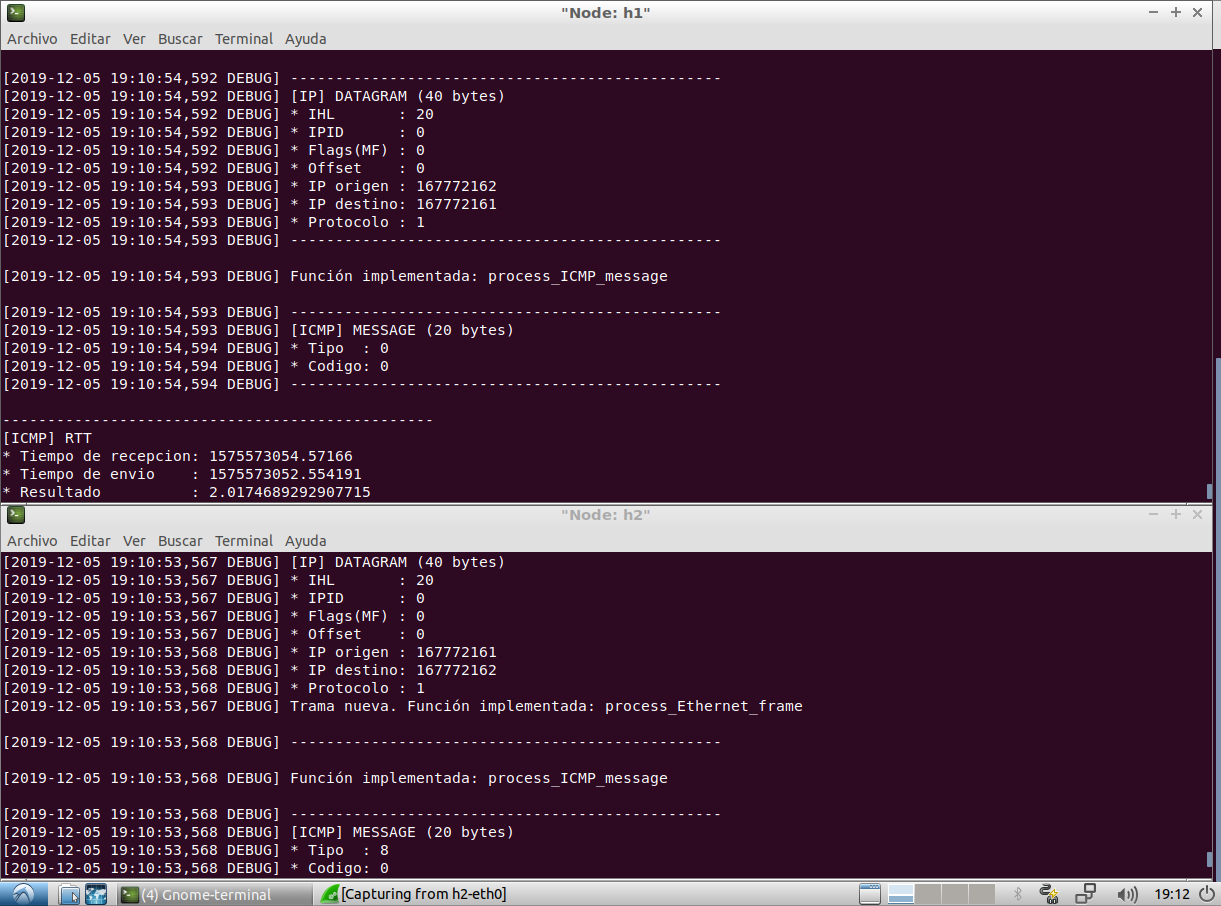 "Node: h1"
Archivo Editar Ver Buscar Terminal Ayuda
[2019-12-05 19:10:54,592 DEBUG] ------------------------------------------------
[2019-12-05 19:10:54,592 DEBUG] [IP] DATAGRAM (40 bytes)
[2019-12-05 19:10:54,592 DEBUG] * IHL       : 20
[2019-12-05 19:10:54,592 DEBUG] * IPID      : 0
[2019-12-05 19:10:54,592 DEBUG] * Flags(MF) : 0
[2019-12-05 19:10:54,592 DEBUG] * Offset    : 0
[2019-12-05 19:10:54,593 DEBUG] * IP origen : 167772162
[2019-12-05 19:10:54,593 DEBUG] * IP destino: 167772161
[2019-12-05 19:10:54,593 DEBUG] * Protocolo : 1
[2019-12-05 19:10:54,593 DEBUG] ------------------------------------------------
[2019-12-05 19:10:54,593 DEBUG] Función implementada: process_ICMP_message
[2019-12-05 19:10:54,593 DEBUG] ------------------------------------------------
[2019-12-05 19:10:54,593 DEBUG] [ICMP] MESSAGE (20 bytes)
[2019-12-05 19:10:54,594 DEBUG] * Tipo  : 0
[2019-12-05 19:10:54,594 DEBUG] * Codigo: 0
[2019-12-05 19:10:54,594 DEBUG] ------------------------------------------------
------------------------------------------------
[ICMP] RTT
* Tiempo de recepcion: 1575573054.57166
* Tiempo de envio    : 1575573052.554191
* Resultado          : 2.0174689292907715
"Node: h2"
Archivo Editar Ver Buscar Terminal Ayuda
[2019-12-05 19:10:53,567 DEBUG] [IP] DATAGRAM (40 bytes)
[2019-12-05 19:10:53,567 DEBUG] * IHL       : 20
[2019-12-05 19:10:53,567 DEBUG] * IPID      : 0
[2019-12-05 19:10:53,567 DEBUG] * Flags(MF) : 0
[2019-12-05 19:10:53,567 DEBUG] * Offset    : 0
[2019-12-05 19:10:53,568 DEBUG] * IP origen : 167772161
[2019-12-05 19:10:53,568 DEBUG] * IP destino: 167772162
[2019-12-05 19:10:53,568 DEBUG] * Protocolo : 1
[2019-12-05 19:10:53,567 DEBUG] Trama nueva. Función implementada: process_Ethernet_frame
[2019-12-05 19:10:53,568 DEBUG] ------------------------------------------------
[2019-12-05 19:10:53,568 DEBUG] Función implementada: process_ICMP_message
[2019-12-05 19:10:53,568 DEBUG] ------------------------------------------------
[2019-12-05 19:10:53,568 DEBUG] [ICMP] MESSAGE (20 bytes)
[2019-12-05 19:10:53,568 DEBUG] * Tipo  : 8
[2019-12-05 19:10:53,568 DEBUG] * Codigo: 0
(4) Gnome-terminal [Capturing from h2-eth0] 19:12